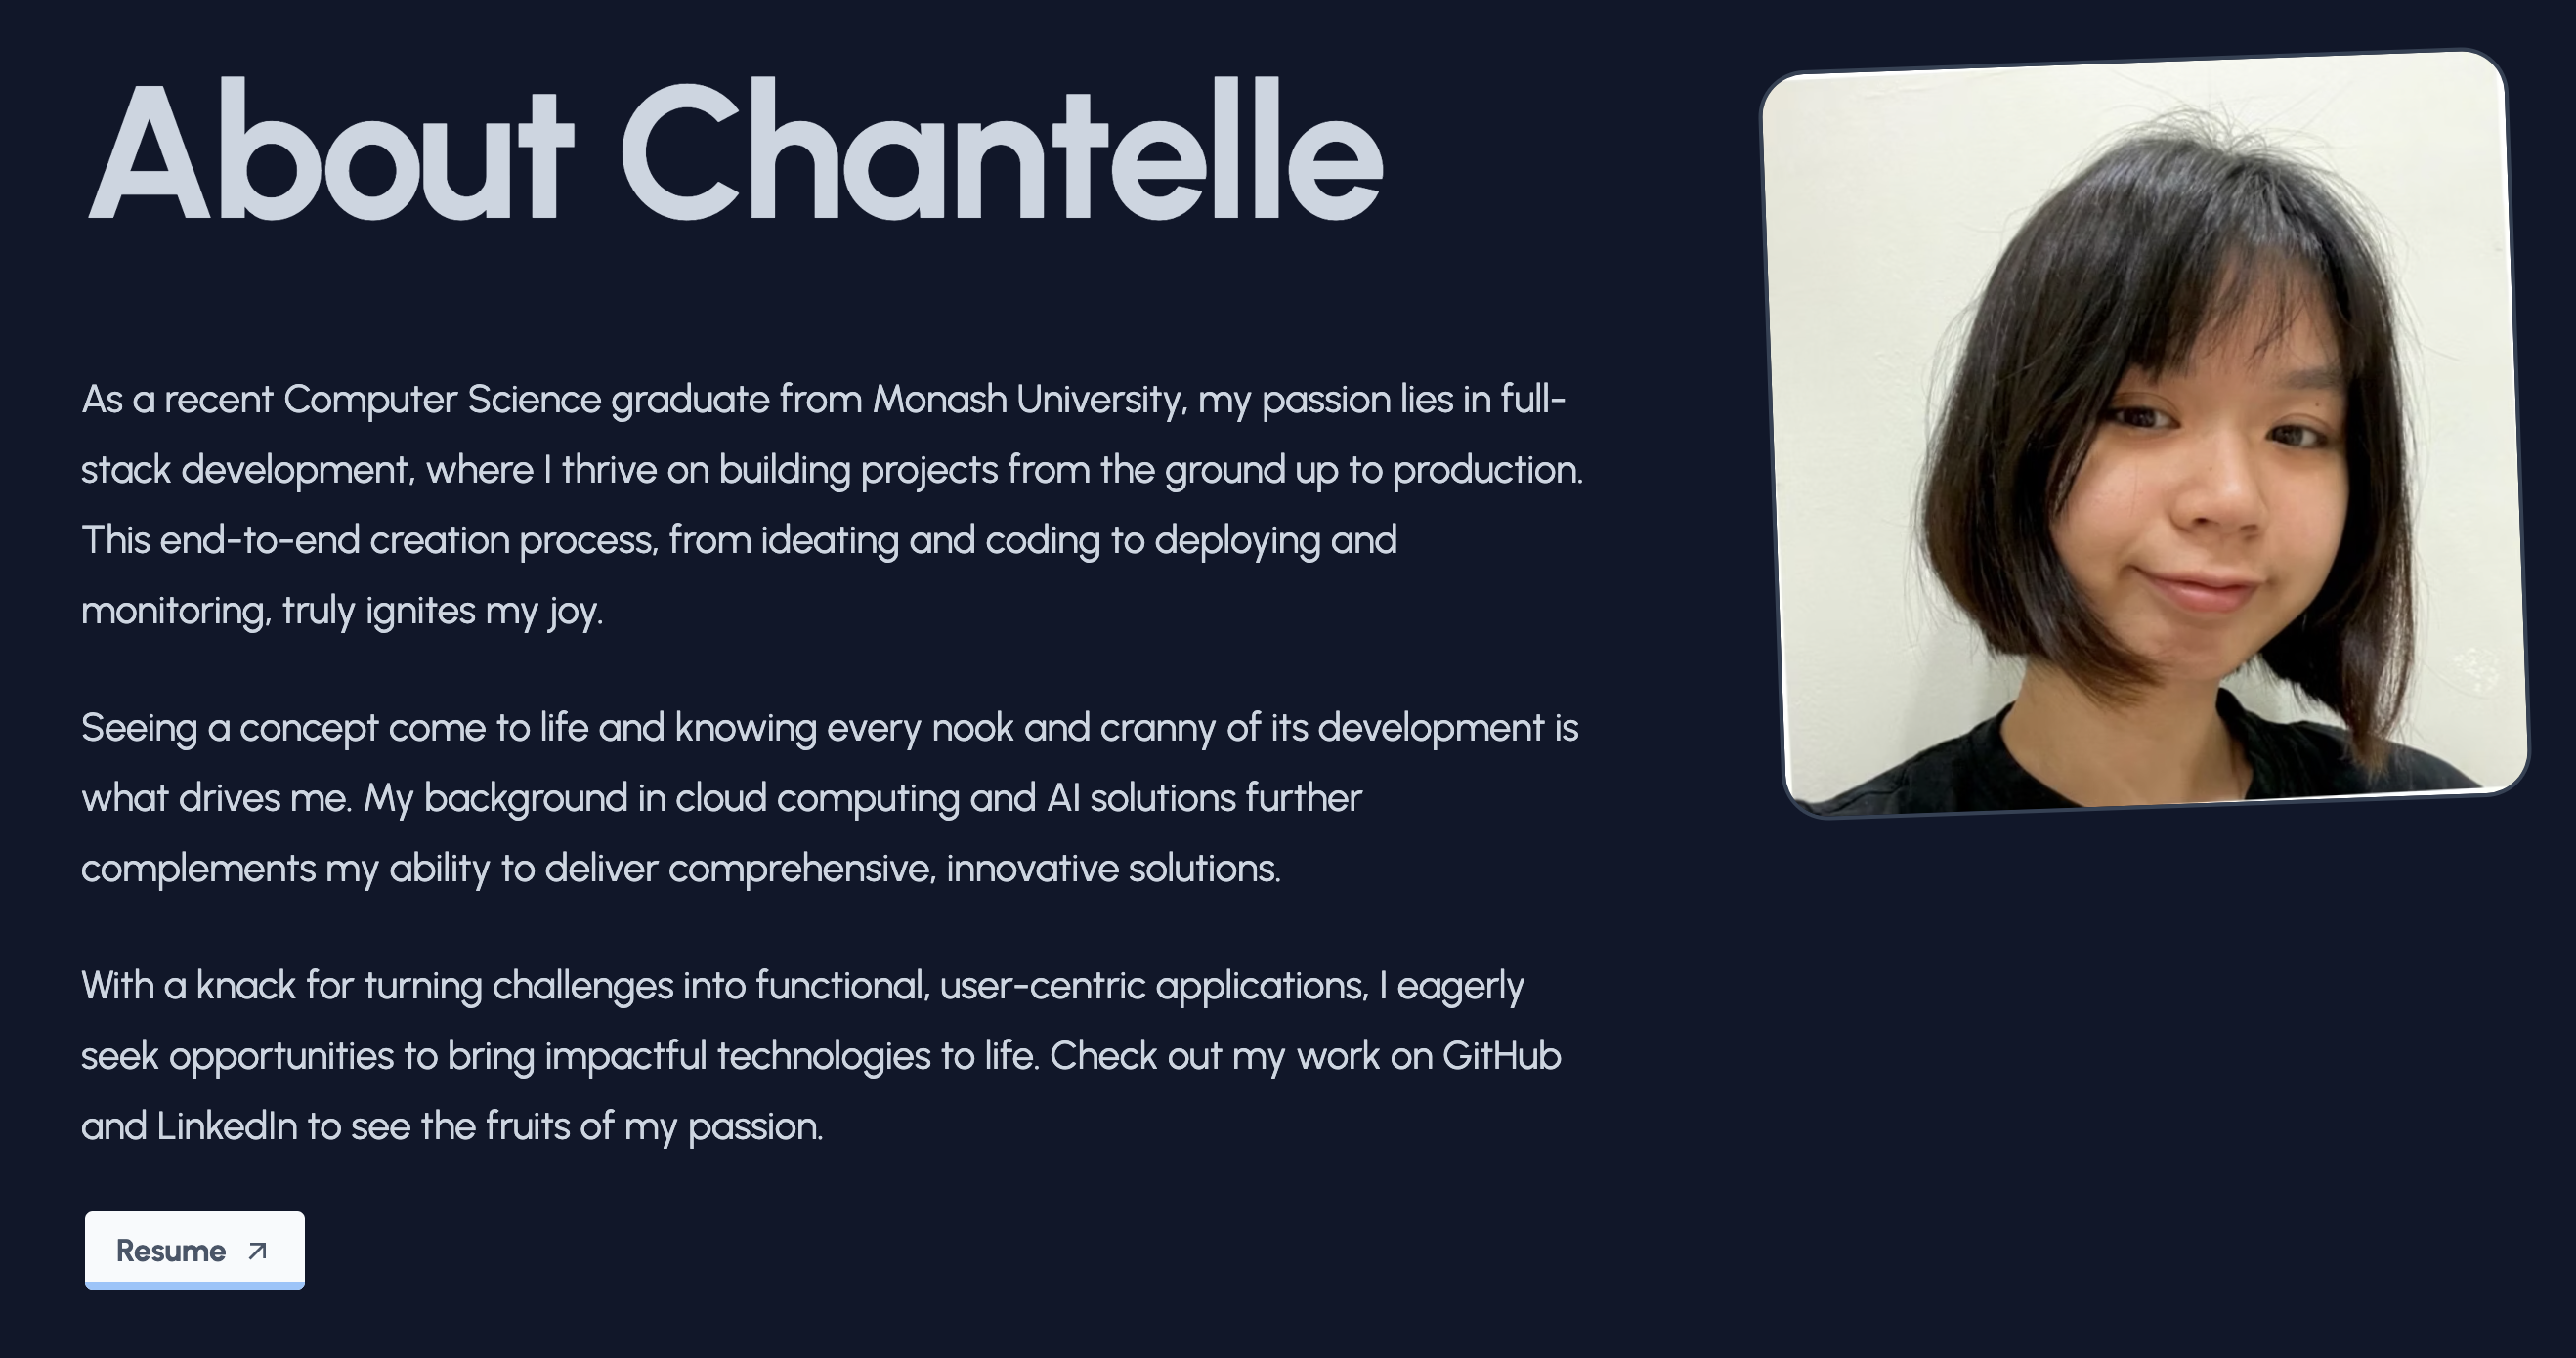 About Chantelle
As a recent Computer Science graduate from Monash University, my passion lies in full-
stack development, where I thrive on building projects from the ground up to production.
This end-to-end creation process, from ideating and coding to deploying and
monitoring, truly ignites my joy.
Seeing a concept come to life and knowing every nook and cranny of its development is
what drives me. My background in cloud computing and AI solutions further
complements my ability to deliver comprehensive, innovative solutions.
With a knack for turning challenges into functional, user-centric applications, I eagerly
seek opportunities to bring impactful technologies to life. Check out my work on GitHub
and LinkedIn to see the fruits of my passion.
Resume